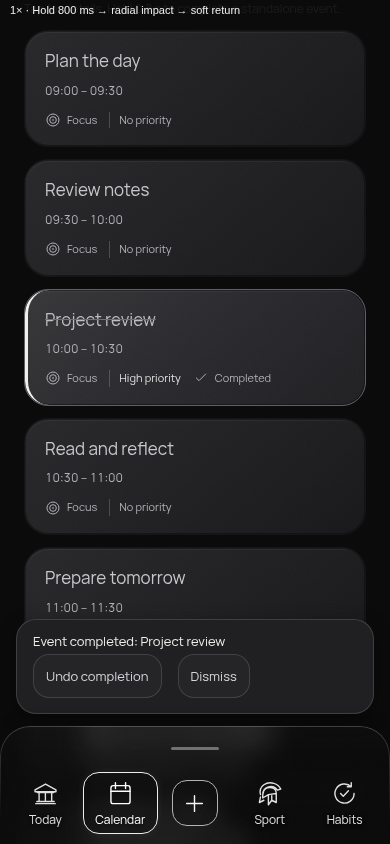 1× · Hold 800 ms → radial impact → soft return
standalone event.
Plan the day
09:00 – 09:30
Focus No priority
Review notes
09:30 – 10:00
Focus No priority
Project review
10:00 – 10:30
Focus High priority Completed
Read and reflect
10:30 – 11:00
Focus No priority
Prepare tomorrow
11:00 – 11:30
Event completed: Project review
Undo completion Dismiss
Today Calendar Sport Habits